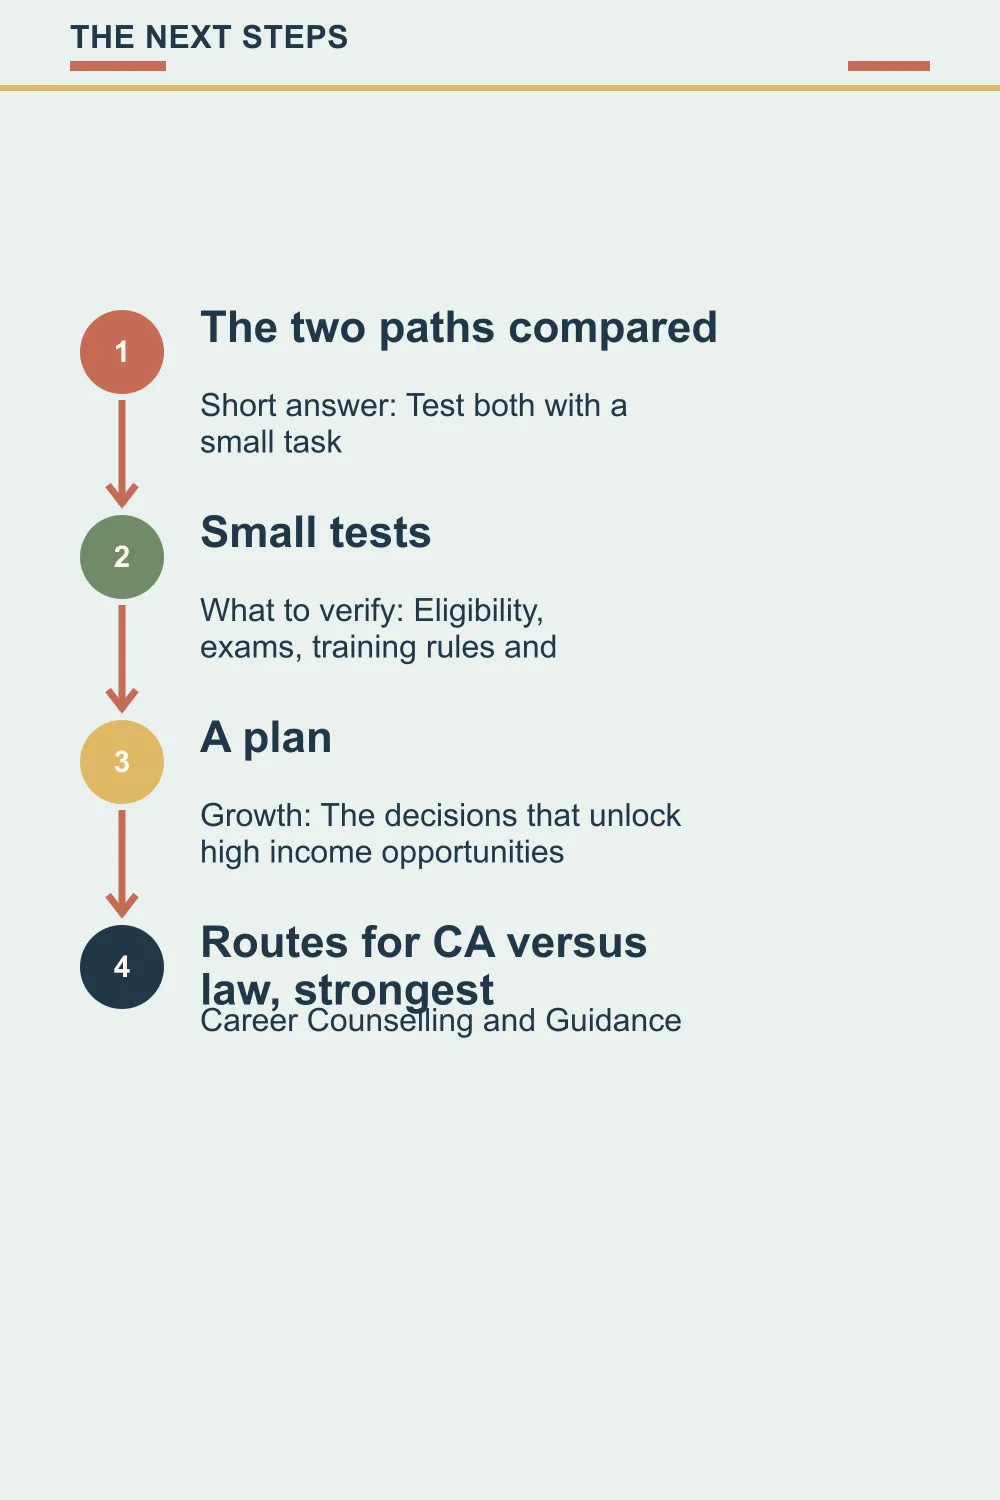 THE NEXT STEPS
1
The two paths compared
Short answer: Test both with a
small task
2
Small tests
What to verify: Eligibility,
exams, training rules and
3
A plan
Growth: The decisions that unlock
high income opportunities
4
Routes for CA versus
law, strongest
Career Counselling and Guidance